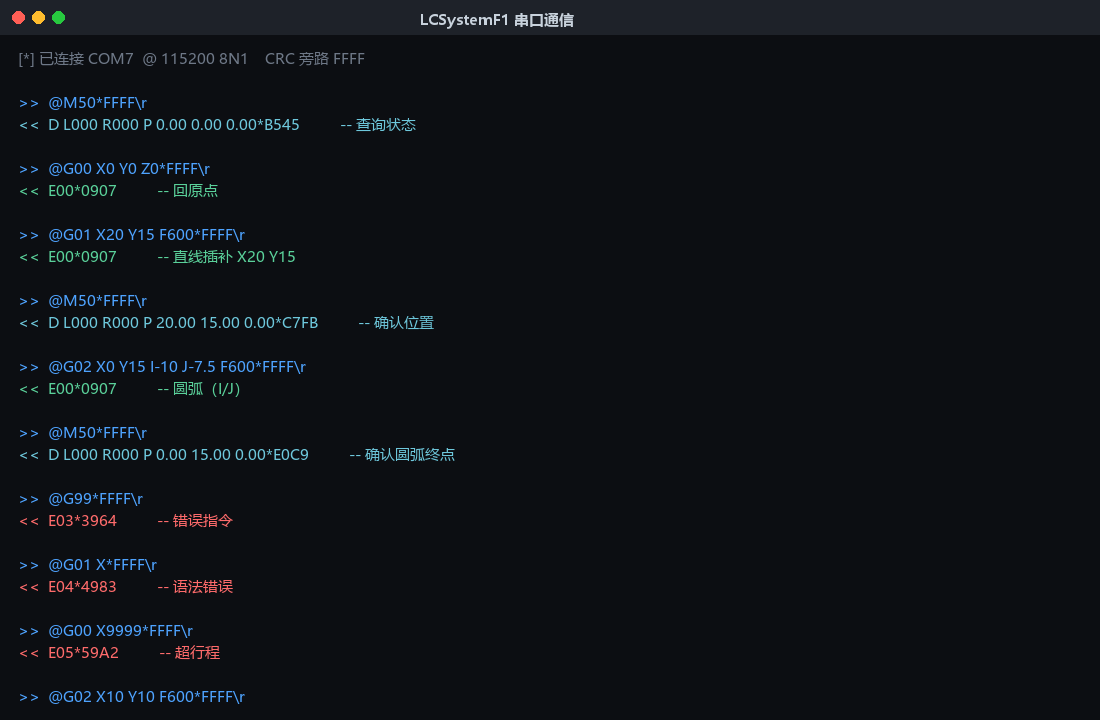 LCSystemF1 串口通信
[*] 已连接 COM7 @ 115200 8N1 CRC 旁路 FFFF
>> @M50*FFFF\r
<< D L000 R000 P 0.00 0.00 0.00*B545 -- 查询状态
>> @G00 X0 Y0 Z0*FFFF\r
<< E00*0907 -- 回原点
>> @G01 X20 Y15 F600*FFFF\r
<< E00*0907 -- 直线插补 X20 Y15
>> @M50*FFFF\r
<< D L000 R000 P 20.00 15.00 0.00*C7FB -- 确认位置
>> @G02 X0 Y15 I-10 J-7.5 F600*FFFF\r
<< E00*0907 -- 圆弧（I/J）
>> @M50*FFFF\r
<< D L000 R000 P 0.00 15.00 0.00*E0C9 -- 确认圆弧终点
>> @G99*FFFF\r
<< E03*3964 -- 错误指令
>> @G01 X*FFFF\r
<< E04*4983 -- 语法错误
>> @G00 X9999*FFFF\r
<< E05*59A2 -- 超行程
>> @G02 X10 Y10 F600*FFFF\r